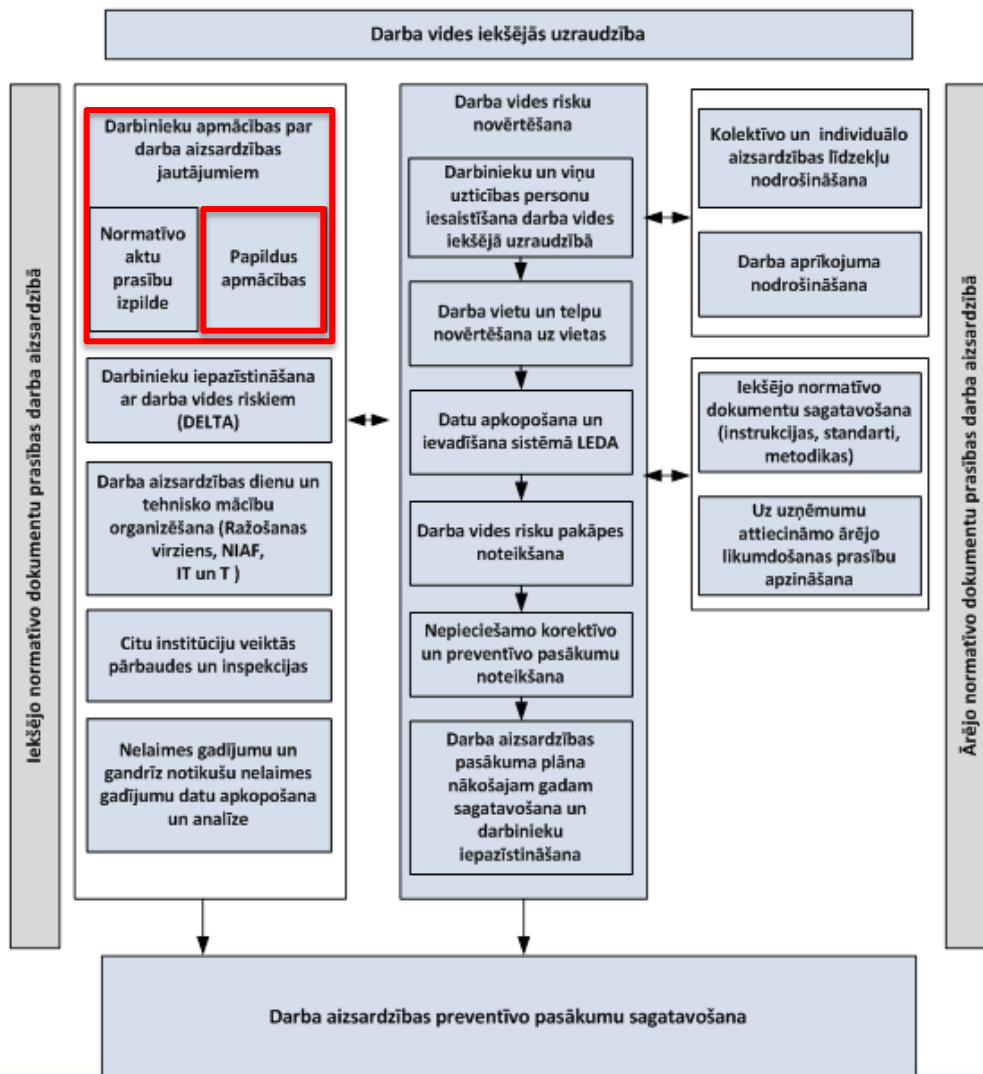 Darba vides iekšējās uzraudzība
Iekšējo normatīvo dokumentu prasības darba aizsardzībā
Darbinieku apmācības par
darba aizsardzības
jautājumiem
Normatīvo
aktu
prasību
izpilde
Papildus
apmācības
Darbinieku iepazīstināšana
ar darba vides riskiem
(DELTA)
Darba aizsardzības dienu un
tehnisko mācību
organizēšana (Ražošanas
virziens, NIAF,
IT un T )
Citu institūciju veiktās
pārbaudes un inspekcijas
Nelaimes gadījumu un
gandrīz notikušu nelaimes
gadījumu datu apkopošana
un analīze
Darba vides risku
novērtēšana
Darbinieku un viņu
uzticības personu
iesaistīšana darba vides
iekšējā uzraudzībā
Darba vietu un telpu
novērtēšana uz vietas
Datu apkopošana un
ievadīšana sistēmā LEDA
Darba vides risku pakāpes
noteikšana
Nepieciešamo korektīvo
un preventīvo pasākumu
noteikšana
Darba aizsardzības
pasākuma plāna
nākošajam gadam
sagatavošana un
darbinieku
iepazīstināšana
Kolektīvo un  individuālo
aizsardzības līdzekļu
nodrošināšana
Darba aprīkojuma
nodrošināšana
Iekšējo normatīvo
dokumentu sagatavošana
(instrukcijas, standarti,
metodikas)
Uz uzņēmumu
attiecināmo ārējo
likumdošanas prasību
apzināšana
Ārējo normatīvo dokumentu prasības darba aizsardzībā
Darba aizsardzības preventīvo pasākumu sagatavošana